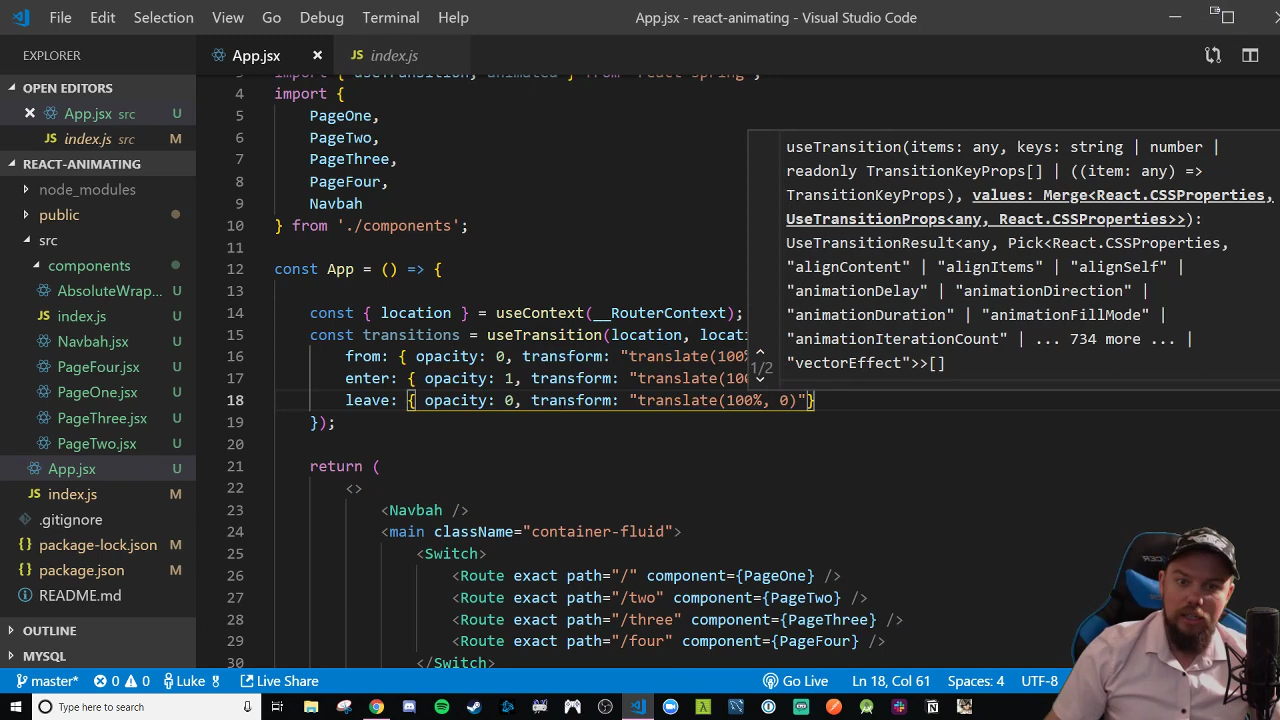 File Edit Selection View Go Debug Terminal Help
App.jsx - react-animating - Visual Studio Code
EXPLORER
OPEN EDITORS
App.jsx src U
JS index.js src M
REACT-ANIMATING
node_modules
public
src
components
AbsoluteWrap... U
index.js U
Navbah.jsx U
PageFour.jsx U
PageOne.jsx U
PageThree.jsx U
PageTwo.jsx U
App.jsx U
JS index.js M
.gitignore
{} package-lock.json M
{} package.json M
README.md
OUTLINE
MYSQL
App.jsx
JS index.js
4 import {
5 PageOne,
6 PageTwo,
7 PageThree,
8 PageFour,
9 Navbah
10 } from './components';
11
12 const App = () => {
13
14 const { location } = useContext(__RouterContext);
15 const transitions = useTransition(location, locati
16 from: { opacity: 0, transform: "translate(100%
17 enter: { opacity: 1, transform: "translate(10
18 leave: { opacity: 0, transform: "translate(100%, 0)"}
19 });
20
21 return (
22 <>
23 <Navbah />
24 <main className="container-fluid">
25 <Switch>
26 <Route exact path="/" component={PageOne} />
27 <Route exact path="/two" component={PageTwo} />
28 <Route exact path="/three" component={PageThree} />
29 <Route exact path="/four" component={PageFour} />
30 </Switch>
1/2
useTransition(items: any, keys: string | number |
readonly TransitionKeyProps[] | ((item: any) =>
TransitionKeyProps), values: Merge<React.CSSProperties,
UseTransitionProps<any, React.CSSProperties>>):
UseTransitionResult<any, Pick<React.CSSProperties,
"alignContent" | "alignItems" | "alignSelf" |
"animationDelay" | "animationDirection" |
"animationDuration" | "animationFillMode" |
"animationIterationCount" | ... 734 more ... |
"vectorEffect">>[]
master* 0 0 Luke Live Share
Go Live Ln 18, Col 61 Spaces: 4 UTF-8
Type here to search